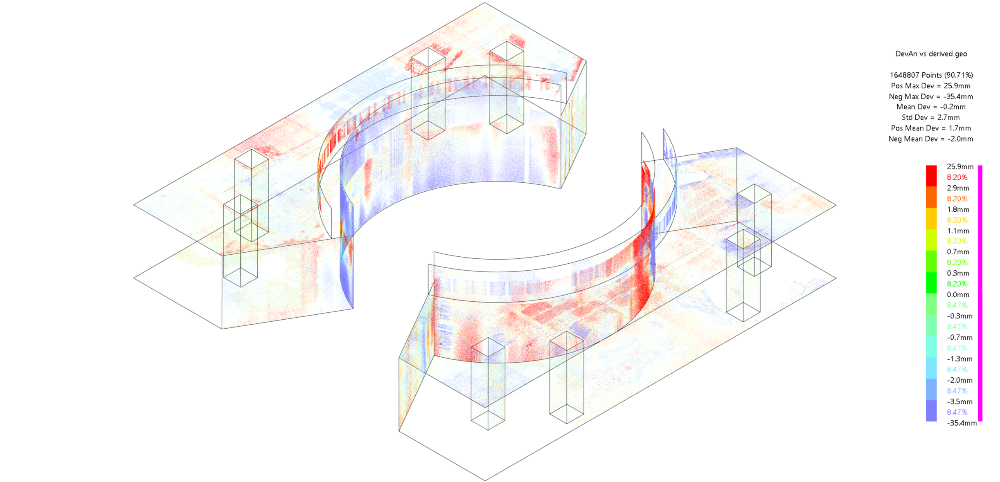 DevAn vs derived geo
1648807 Points (90.71%)
Pos Max Dev = 25.9mm
Neg Max Dev = -35.4mm
Mean Dev = -0.2mm
Std Dev = 2.7mm
Pos Mean Dev = 1.7mm
Neg Mean Dev = -2.0mm
25.9mm
8.20%
2.9mm
8.20%
1.8mm
8.20%
1.1mm
8.20%
0.7mm
8.20%
0.3mm
8.20%
0.0mm
8.47%
-0.3mm
8.47%
-0.7mm
8.47%
-1.3mm
8.47%
-2.0mm
8.47%
-3.5mm
8.47%
-35.4mm